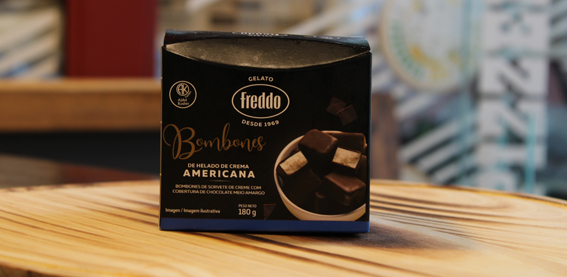 GELATO
freddo
DESDE 1969
Bombones
DE HELADO DE CREMA
AMERICANA
BOMBONES DE SORVETE DE CREME COM
COBERTURA DE CHOCOLATE MEIO AMARGO
Imagen / Imagem ilustrativa
PESO NETO
180 g